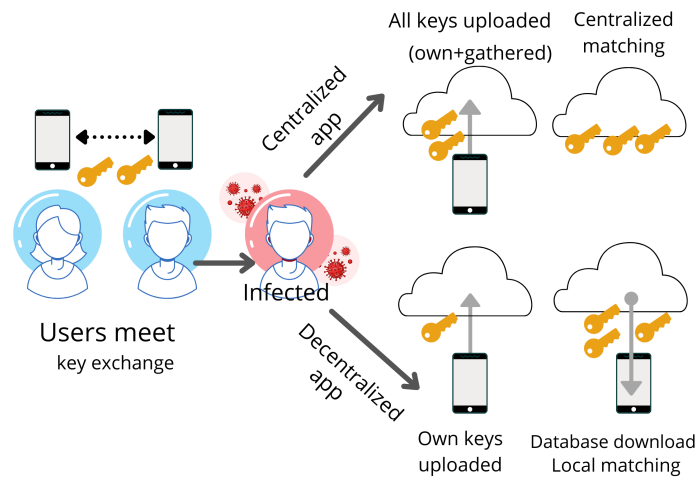 All keys uploaded
(own+gathered)
Centralized
matching
Centralized
app
Infected
Users meet
key exchange
Decentralized
app
Own keys
uploaded
Database download
Local matching